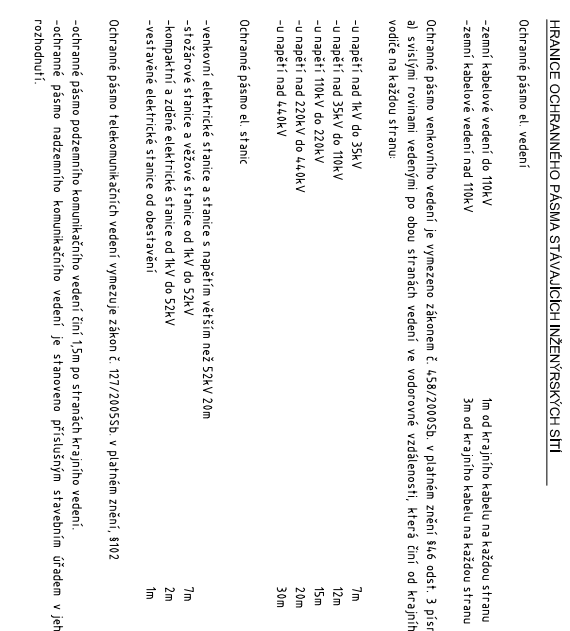 HRANICE OCHRANNÉHO PÁSMA STÁVAJÍCÍCH INŽENÝRSKÝCH SÍTÍ
Ochranné pásmo el. vedení
-zemní kabelové vedení do 110kV 1m od krajního kabelu na každou stranu
-zemní kabelové vedení nad 110kV 3m od krajního kabelu na každou stranu
Ochranné pásmo venkovního vedení je vymezeno zákonem č. 458/2000Sb. v platném znění §46 odst. 3 písm
a) svislými rovinami vedenými po obou stranách vedení ve vodorovné vzdálenosti, která činí od krajníh
vodiče na každou stranu:
-u napětí nad 1kV do 35kV 7m
-u napětí nad 35kV do 110kV 12m
-u napětí 110kV do 220kV 15m
-u napětí nad 220kV do 440kV 20m
-u napětí nad 440kV 30m
Ochranné pásmo el. stanic
-venkovní elektrické stanice a stanice s napětím větším než 52kV 20m
-stožárové stanice a věžové stanice od 1kV do 52kV 7m
-kompaktní a zděné elektrické stanice od 1kV do 52kV 2m
-vestavěné elektrické stanice od obestavění 1m
Ochranné pásmo telekomunikačních vedení vymezuje zákon č. 127/2005Sb. v platném znění, §102
-ochranné pásmo podzemního komunikačního vedení činí 1,5m po stranách krajního vedení.
-ochranné pásmo nadzemního komunikačního vedení je stanoveno příslušným stavebním úřadem v jeh
rozhodnutí.